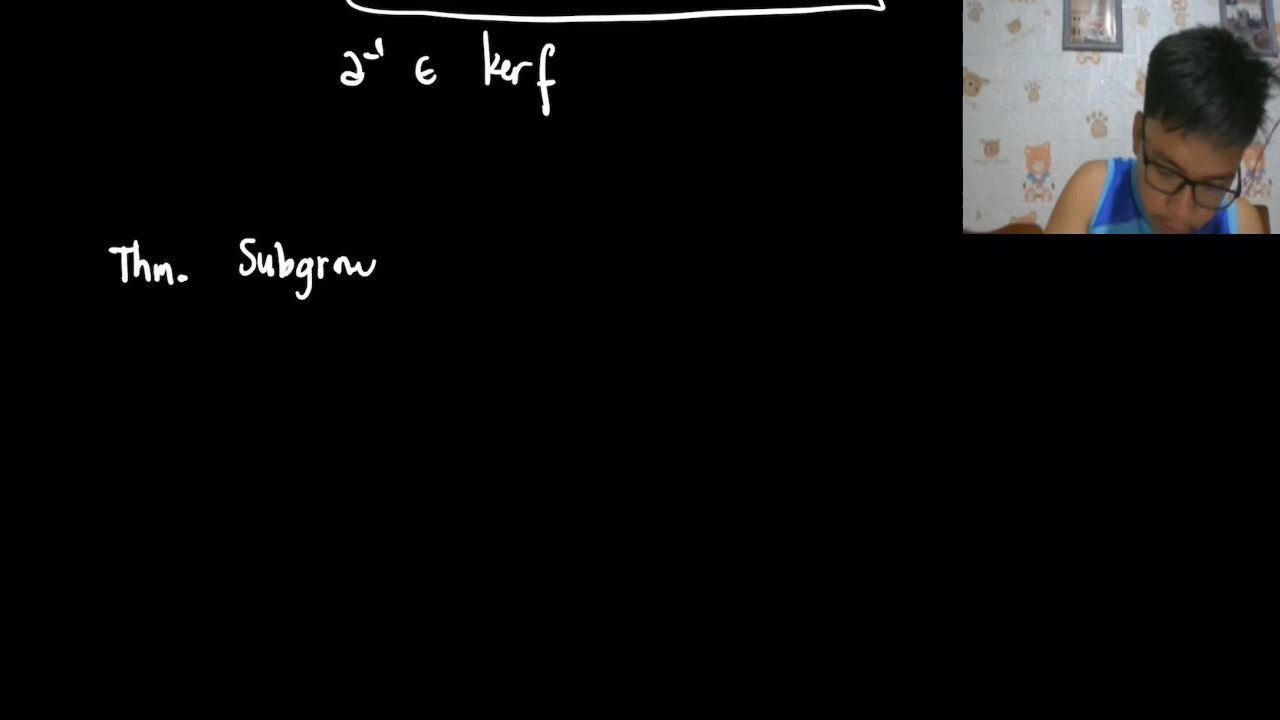 a⁻¹ ∈ ker f
Thm. Subgrou